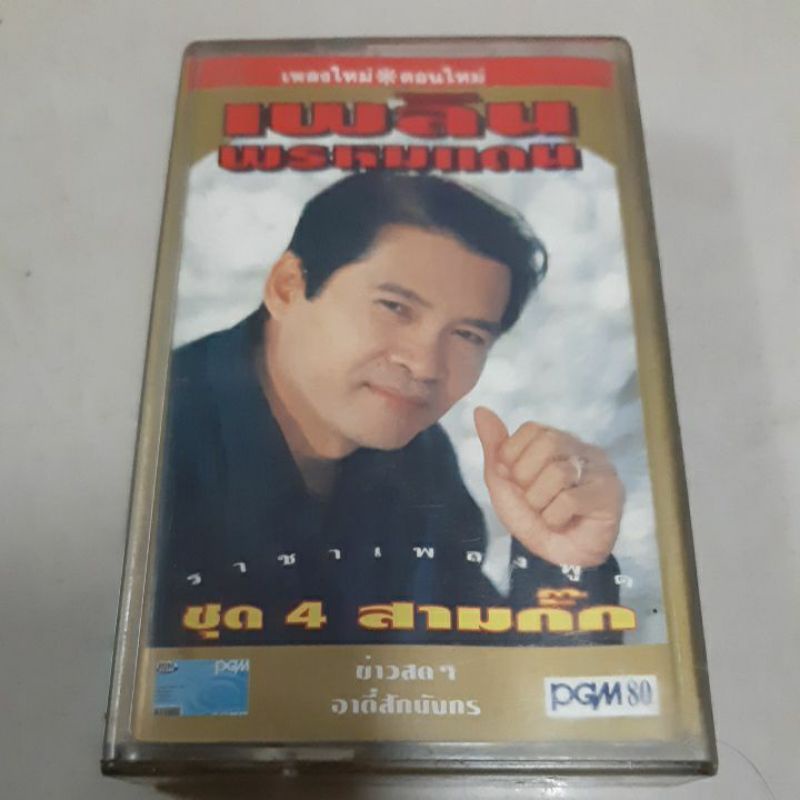 เพลงใหม่ ตอนใหม่
เพลิน
พรหมแดน
ราชาเพลงพูด
ชุด 4 สามก๊ก
PGM
ข่าวสด ๆ
อาตี๋สักมังกร
PGM 80